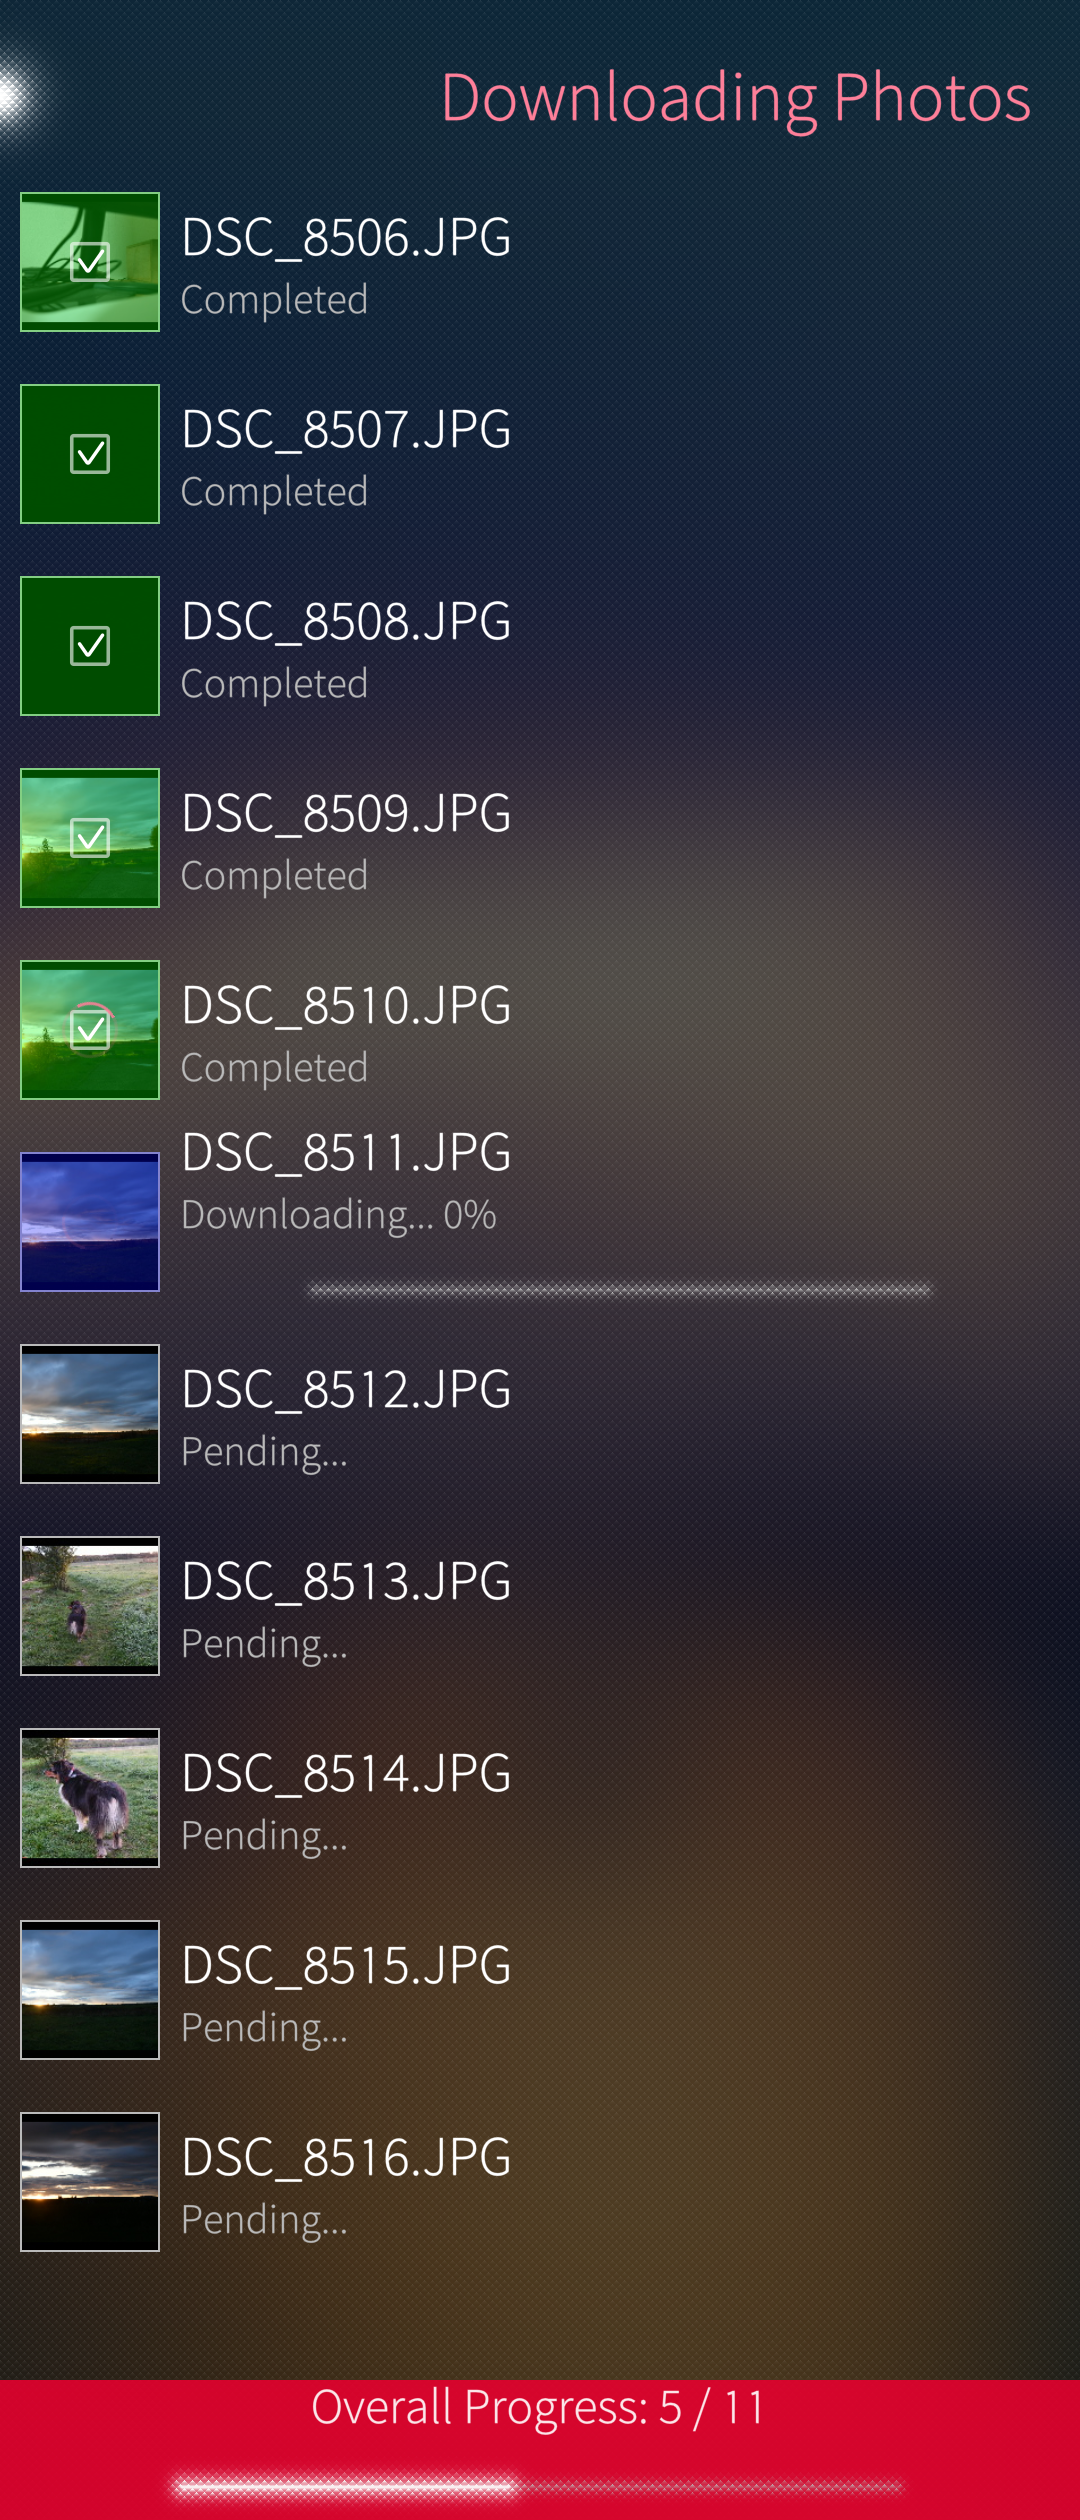 Downloading Photos
DSC_8506.JPG
Completed
DSC_8507.JPG
Completed
DSC_8508.JPG
Completed
DSC_8509.JPG
Completed
DSC_8510.JPG
Completed
DSC_8511.JPG
Downloading... 0%
DSC_8512.JPG
Pending...
DSC_8513.JPG
Pending...
DSC_8514.JPG
Pending...
DSC_8515.JPG
Pending...
DSC_8516.JPG
Pending...
Overall Progress: 5 / 11